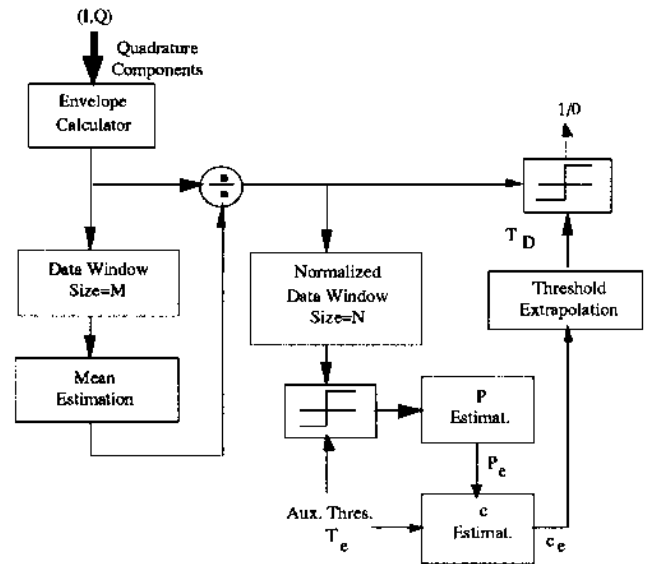 (I,Q)
Quadrature
Components
Envelope
Calculator
1/0
T_D
Data Window
Size=M
Normalized
Data Window
Size=N
Threshold
Extrapolation
Mean
Estimation
P
Estimat.
P_e
Aux. Thres.
T_e
c
Estimat.
c_e